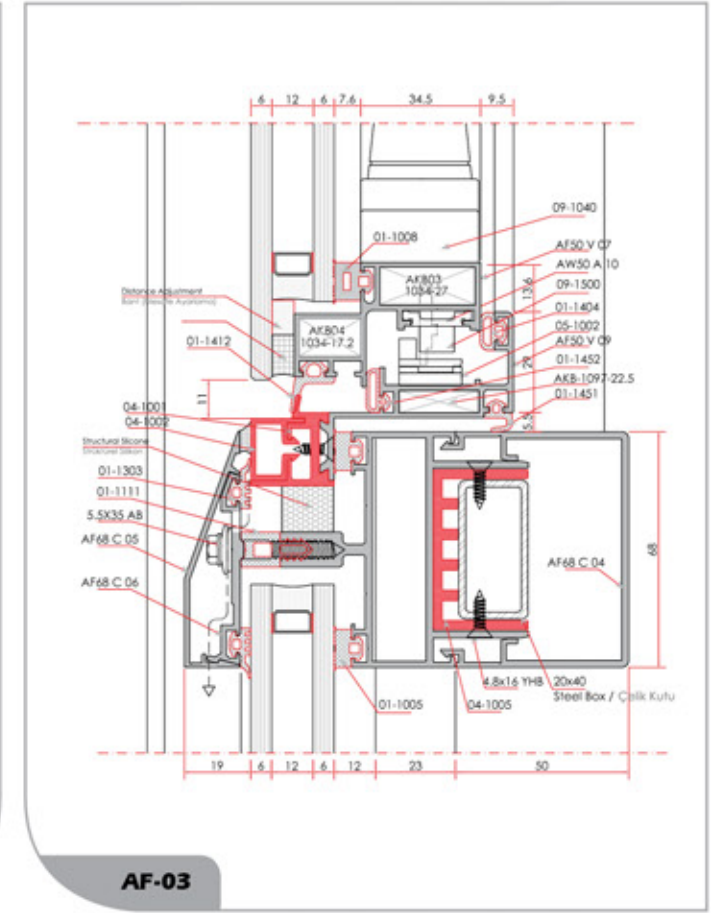 6 12 6 7.6 34.5 9.5
09-1040
01-1008
AF50 V 07
AKB03
1034-27
AW50 A 10
13.6
Distance Adjustment
09-1500
01-1404
AKB04
1034-17.2
05-1002
01-1412
AF50 V 09
29
01-1452
AKB-1097-22.5
11
01-1451
5.5
04-1001
04-1002
Structural Silicone
Strüktürel Silikon
01-1303
01-1111
5.5X35 AB
AF68 C 05
AF68 C 04
68
AF68 C 06
4.8x16 YHB
20x40
Steel Box / Çelik Kutu
01-1005
04-1005
19 6 12 6 12 23 50
AF-03